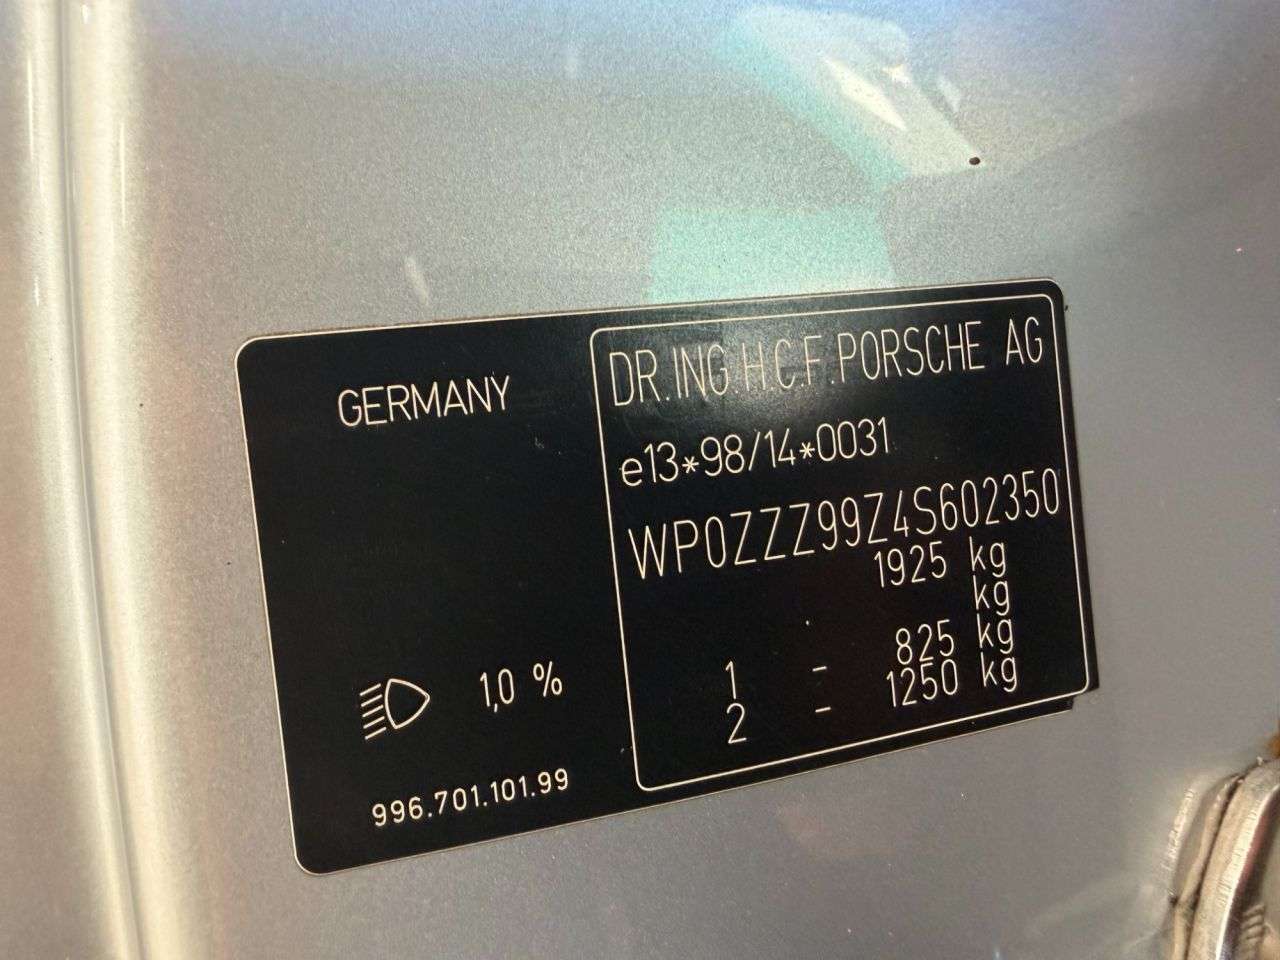 GERMANY
DR.ING.H.C.F.PORSCHE AG
e13*98/14*0031
WP0ZZZ99Z4S602350
1925 kg
kg
1 - 825 kg
2 - 1250 kg
1,0 %
996.701.101.99